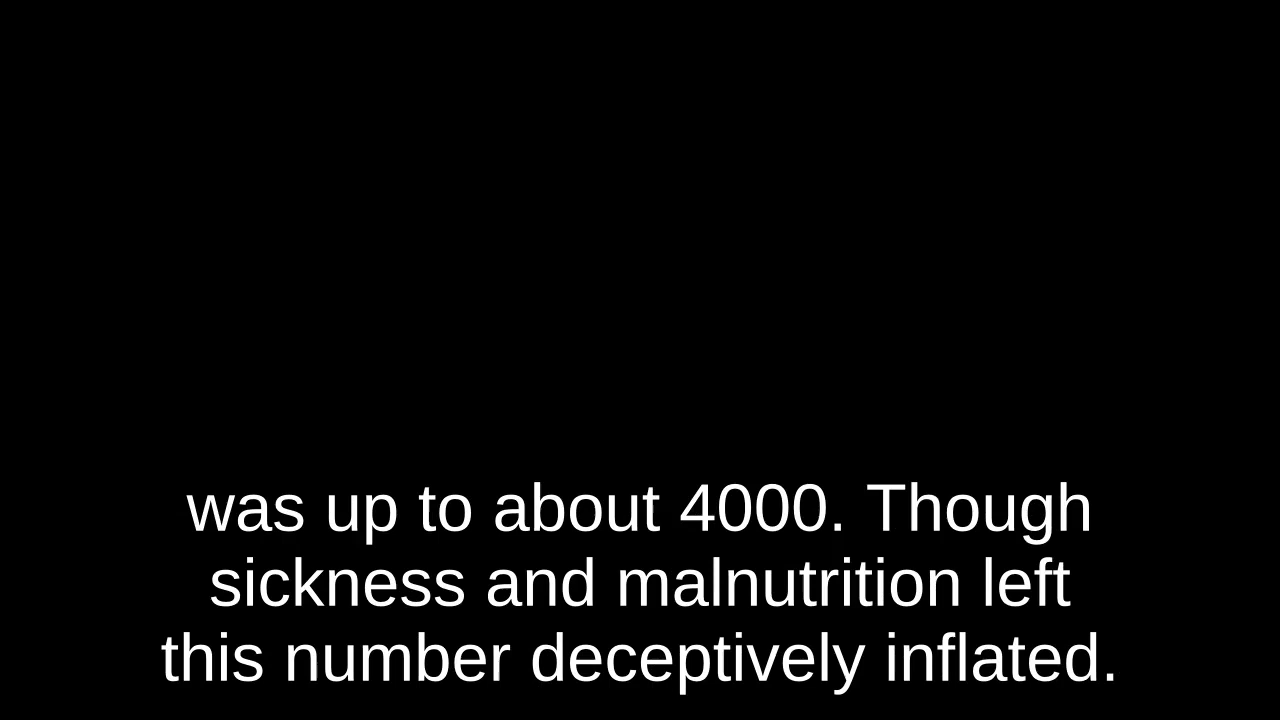 was up to about 4000. Though
sickness and malnutrition left
this number deceptively inflated.